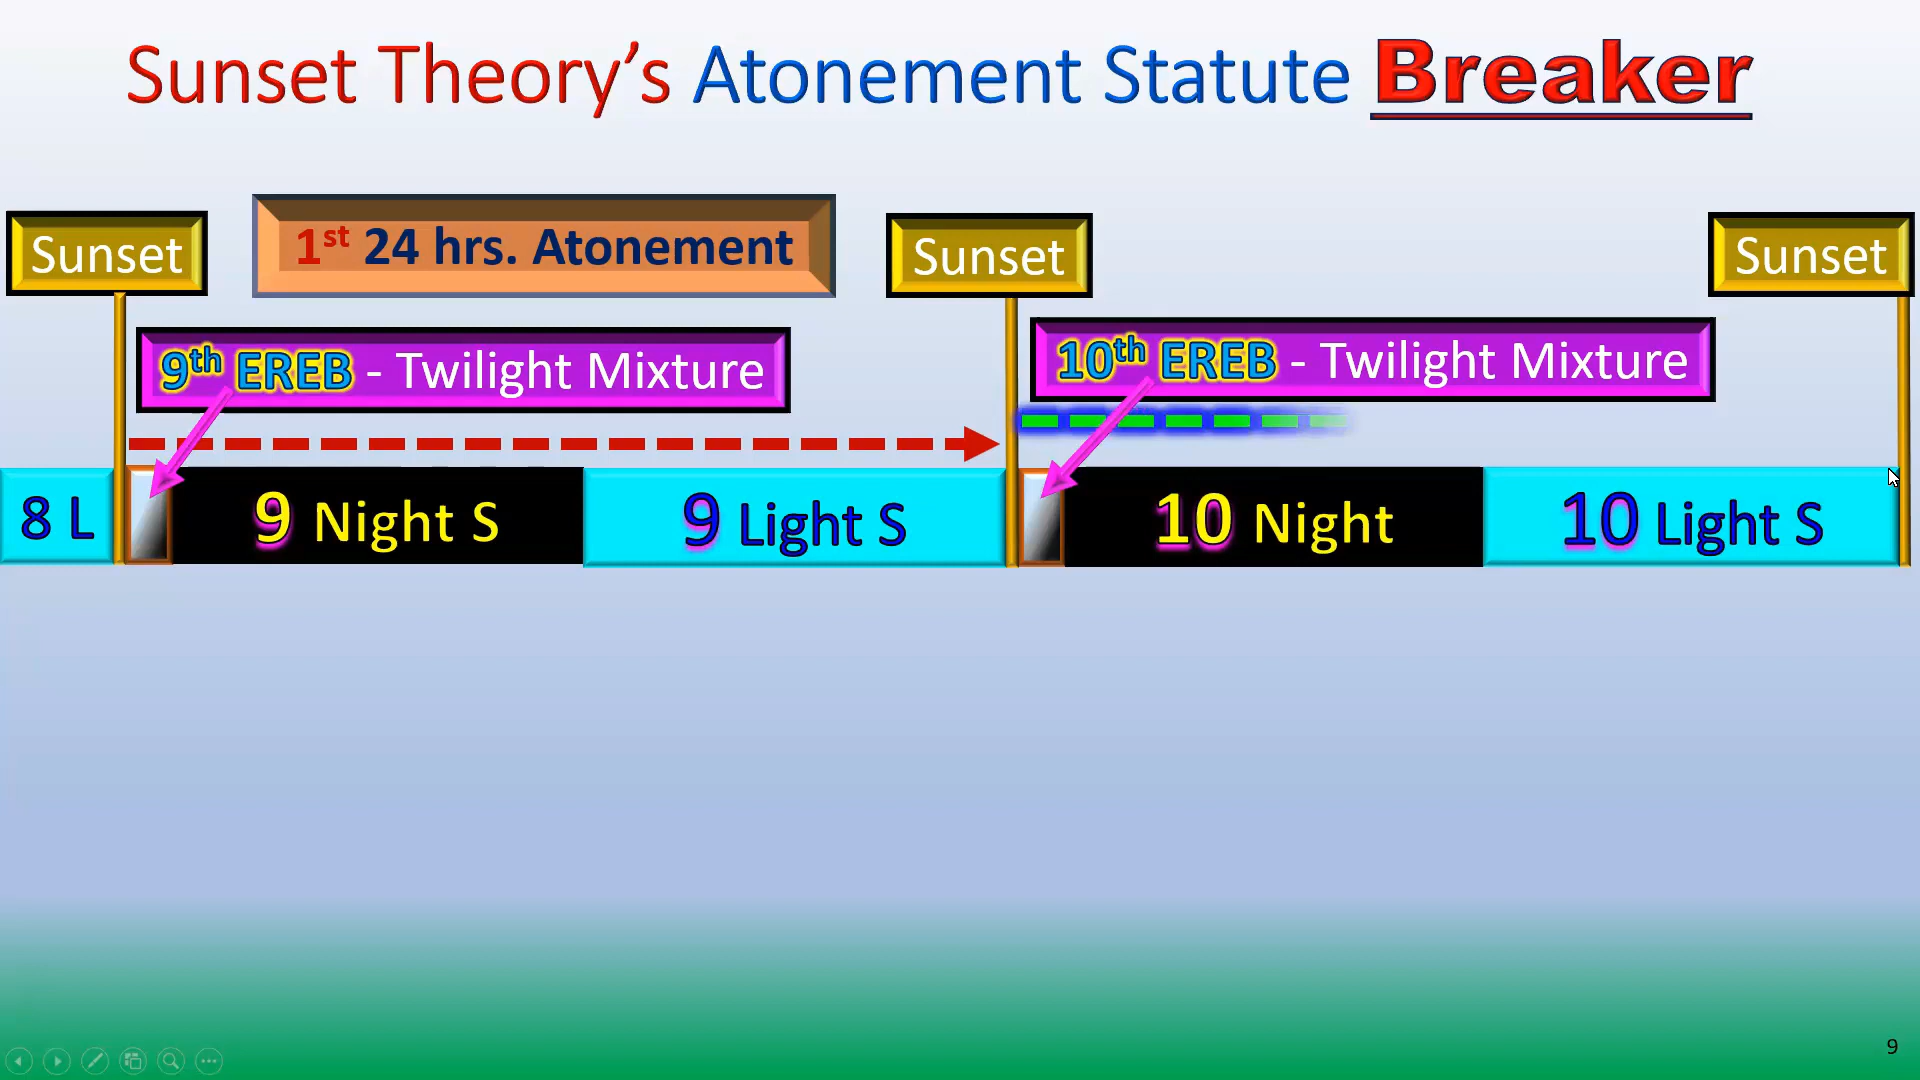 Sunset Theory’s Atonement Statute Breaker
Sunset
1st 24 hrs. Atonement
Sunset
Sunset
9th EREB - Twilight Mixture
10th EREB - Twilight Mixture
8 L
9 Night S
9 Light S
10 Night
10 Light S
9